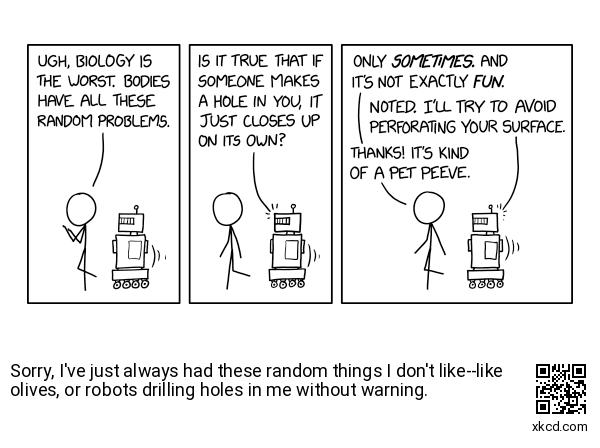 UGH, BIOLOGY IS
THE WORST. BODIES
HAVE ALL THESE
RANDOM PROBLEMS.
IS IT TRUE THAT IF
SOMEONE MAKES
A HOLE IN YOU, IT
JUST CLOSES UP
ON ITS OWN?
ONLY SOMETIMES. AND
IT'S NOT EXACTLY FUN.
NOTED. I'LL TRY TO AVOID
PERFORATING YOUR SURFACE.
THANKS! IT'S KIND
OF A PET PEEVE.
Sorry, I've just always had these random things I don't like--like
olives, or robots drilling holes in me without warning.
xkcd.com